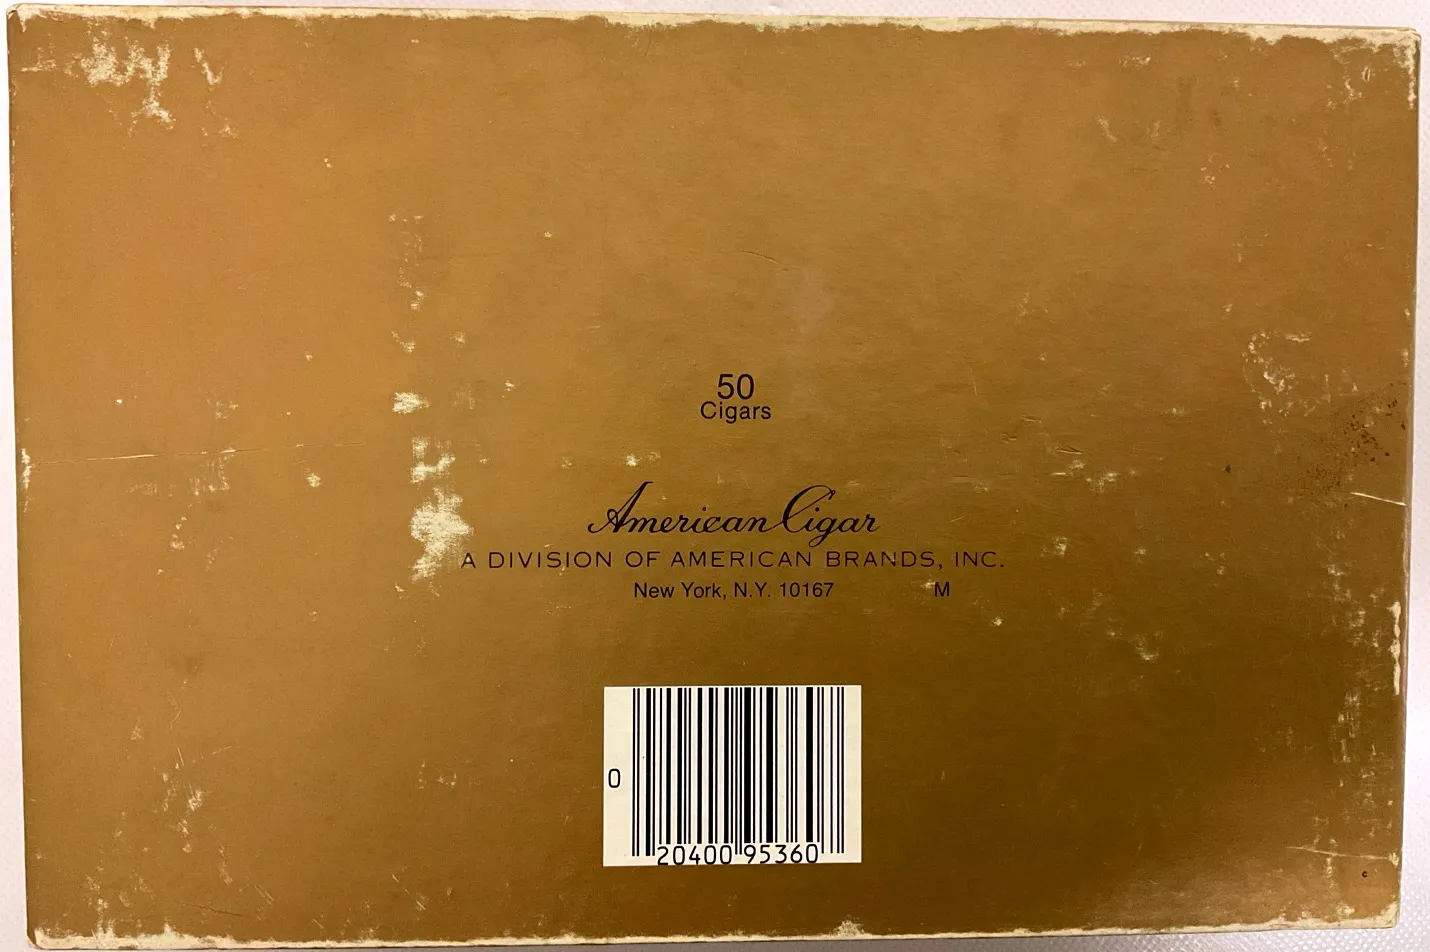 50
Cigars
American Cigar
A DIVISION OF AMERICAN BRANDS, INC.
New York, N.Y. 10167 M
0 20400 95360
c